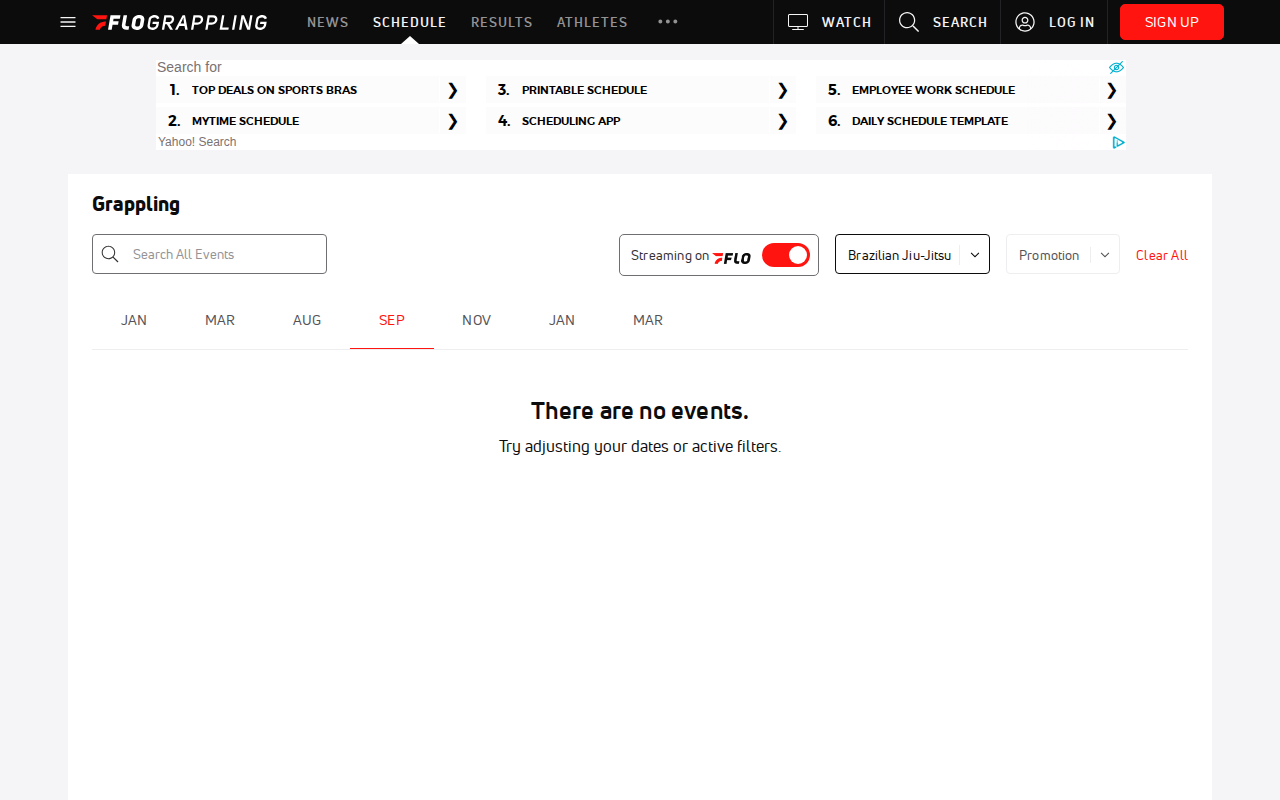 FLOGRAPPLING NEWS SCHEDULE RESULTS ATHLETES WATCH SEARCH LOG IN SIGN UP
Search for
1. TOP DEALS ON SPORTS BRAS ❯ 3. PRINTABLE SCHEDULE ❯ 5. EMPLOYEE WORK SCHEDULE ❯
2. MYTIME SCHEDULE ❯ 4. SCHEDULING APP ❯ 6. DAILY SCHEDULE TEMPLATE ❯
Yahoo! Search
Grappling
Search All Events Streaming on FLO Brazilian Jiu-Jitsu Promotion Clear All
JAN MAR AUG SEP NOV JAN MAR
There are no events.
Try adjusting your dates or active filters.